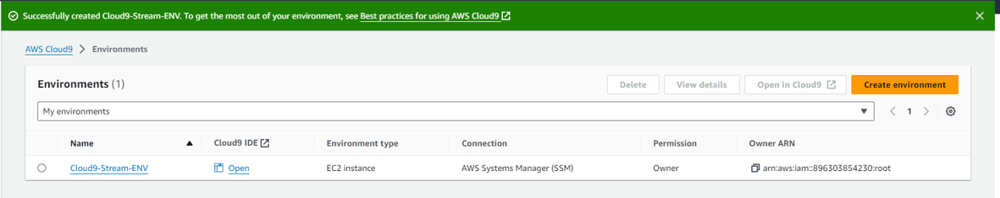 Successfully created Cloud9-Stream-ENV. To get the most out of your environment, see Best practices for using AWS Cloud9
AWS Cloud9 > Environments
Environments (1)
Delete
View details
Open in Cloud9
Create environment
My environments
1
Name Cloud9 IDE Environment type Connection Permission Owner ARN
Cloud9-Stream-ENV Open EC2 instance AWS Systems Manager (SSM) Owner arn:aws:iam::896303854230:root